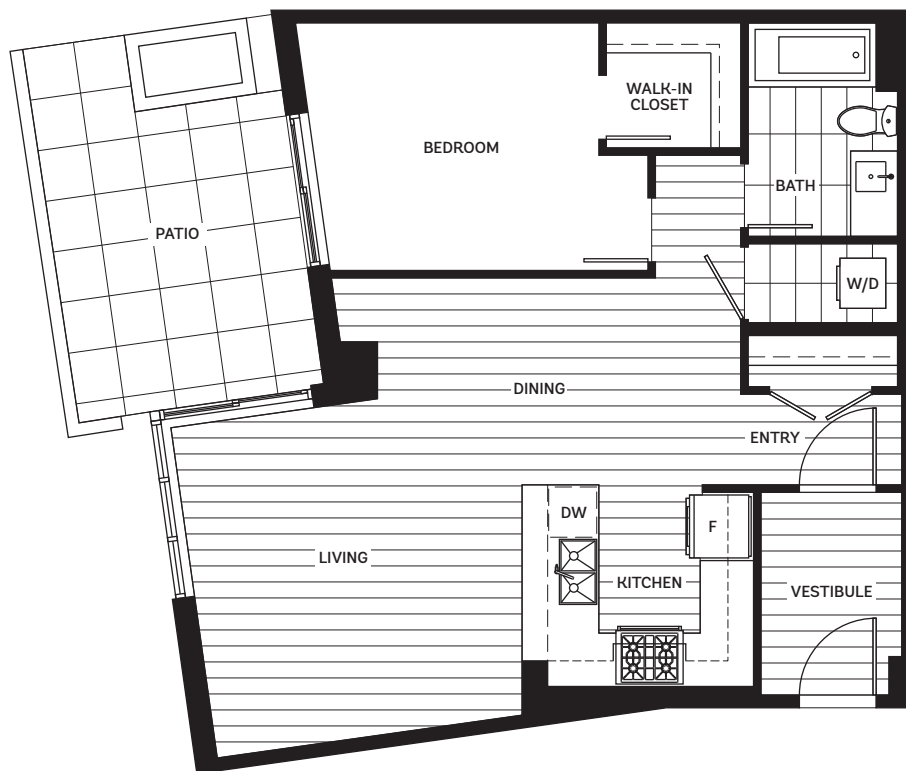 WALK-IN
CLOSET
BEDROOM
BATH
PATIO
W/D
DINING
ENTRY
DW
F
LIVING
KITCHEN
VESTIBULE